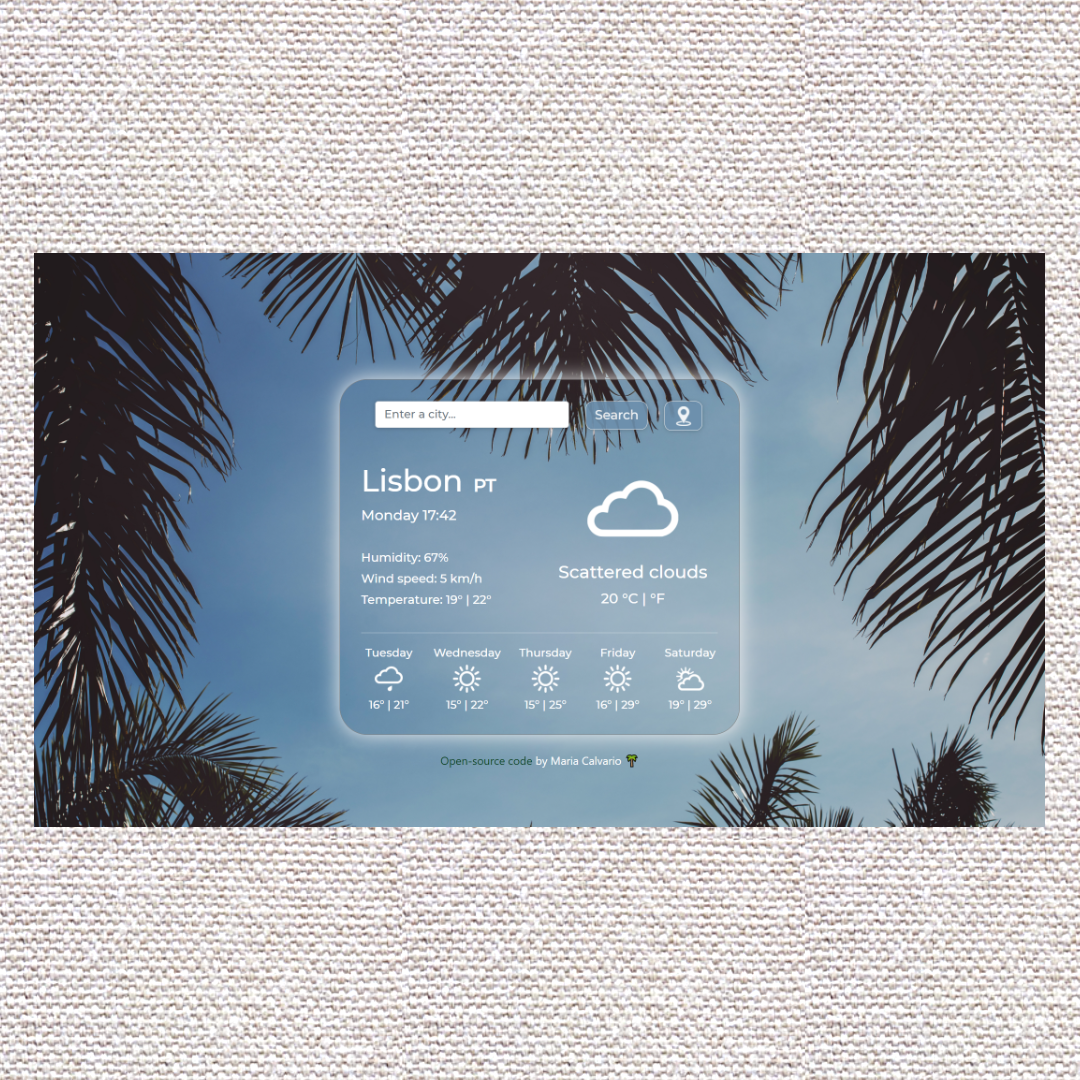 Enter a city...
Search
Lisbon PT
Monday 17:42
Humidity: 67%
Wind speed: 5 km/h
Temperature: 19° | 22°
Scattered clouds
20 °C | °F
Tuesday Wednesday Thursday Friday Saturday
16° | 21° 15° | 22° 15° | 25° 16° | 29° 19° | 29°
Open-source code by Maria Calvario 🌴